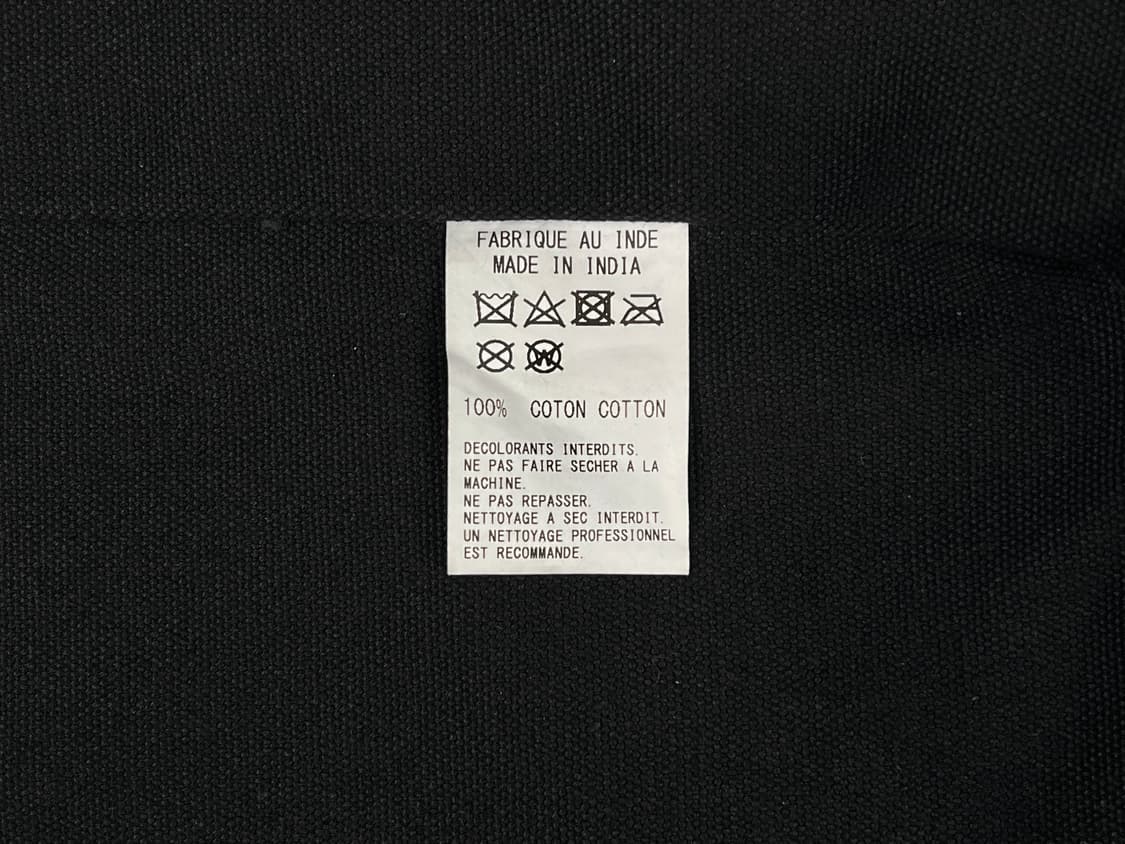 FABRIQUE AU INDE
MADE IN INDIA
W
100% COTON COTTON
DECOLORANTS INTERDITS.
NE PAS FAIRE SECHER A LA
MACHINE.
NE PAS REPASSER.
NETTOYAGE A SEC INTERDIT.
UN NETTOYAGE PROFESSIONNEL
EST RECOMMANDE.